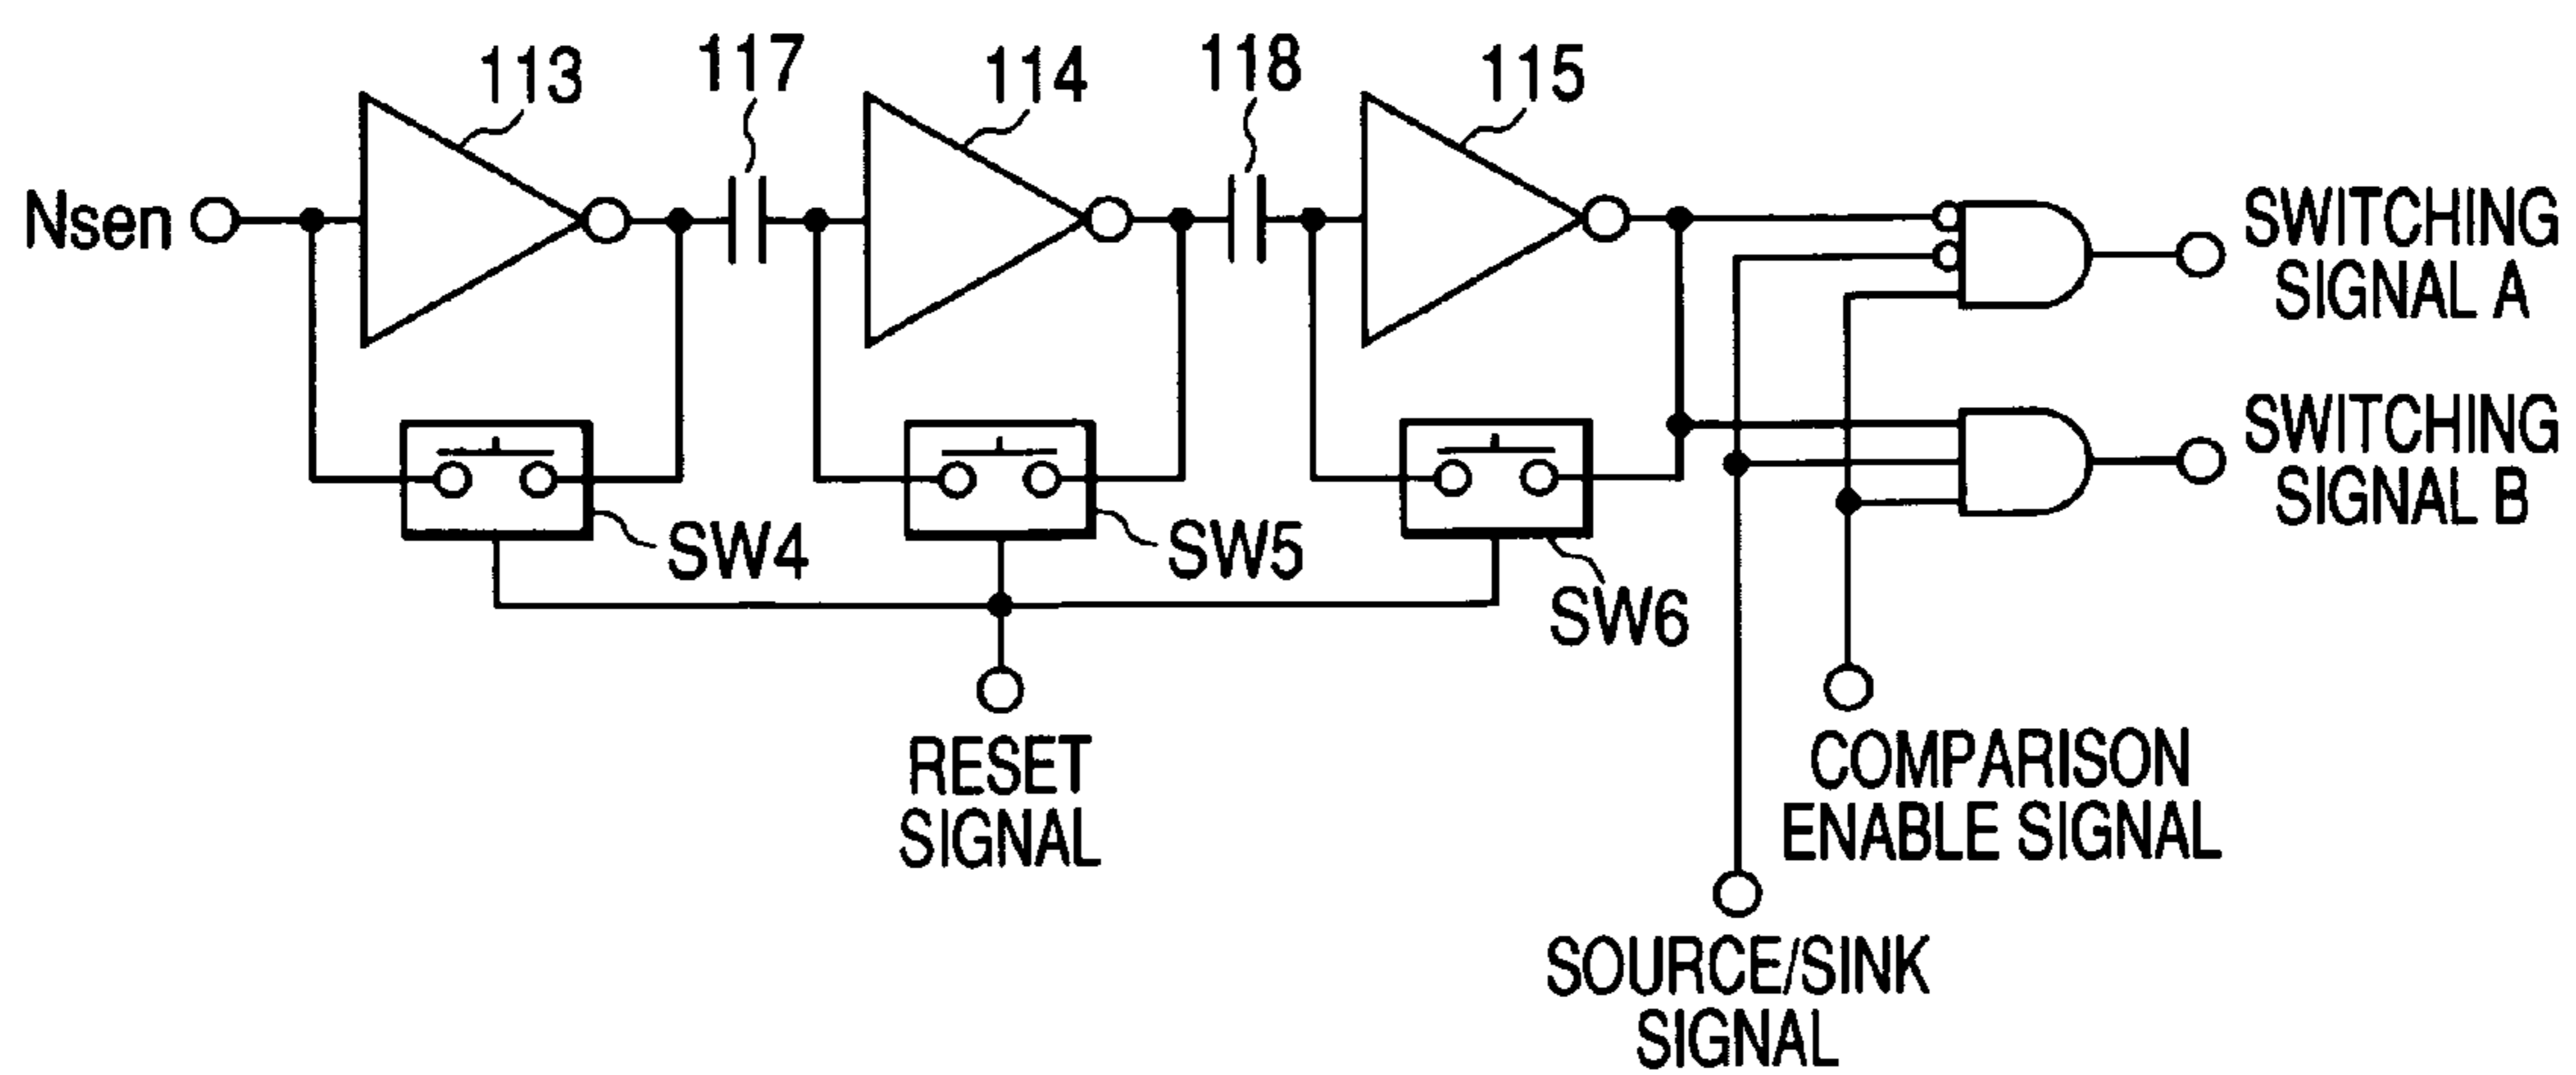 113
117
114
118
115
Nsen
SWITCHING
SIGNAL A
SWITCHING
SIGNAL B
SW4
SW5
SW6
RESET
SIGNAL
COMPARISON
ENABLE SIGNAL
SOURCE/SINK
SIGNAL